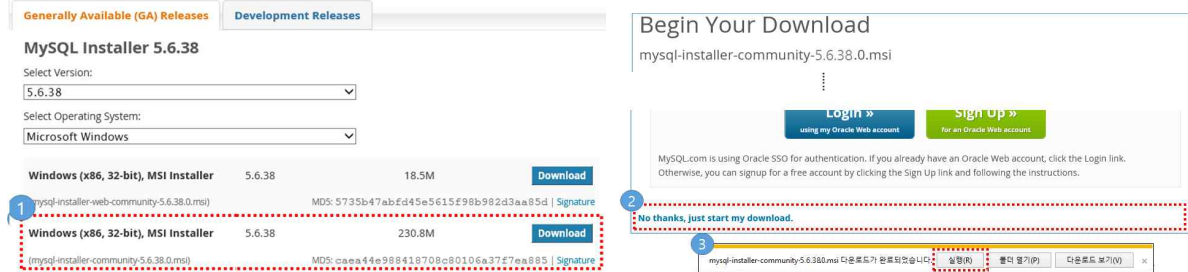 Generally Available (GA) Releases
Development Releases
MySQL Installer 5.6.38
Select Version:
5.6.38
Select Operating System:
Microsoft Windows
Windows (x86, 32-bit), MSI Installer 5.6.38 18.5M Download
(mysql-installer-web-community-5.6.38.0.msi) MD5: 5735b47abfd45e5615f98b982d3aa85d | Signature
1
Windows (x86, 32-bit), MSI Installer 5.6.38 230.8M Download
(mysql-installer-community-5.6.38.0.msi) MD5: caea44e988418708c80106a37f7ea885 | Signature
Begin Your Download
mysql-installer-community-5.6.38.0.msi
Login »
using my Oracle Web account
Sign Up »
for an Oracle Web account
MySQL.com is using Oracle SSO for authentication. If you already have an Oracle Web account, click the Login link.
Otherwise, you can signup for a free account by clicking the Sign Up link and following the instructions.
2
No thanks, just start my download.
3
mysql-installer-community-5.6.380.msi 다운로드가 완료되었습니다. 실행(R) 폴더 열기(P) 다운로드 보기(V) ×